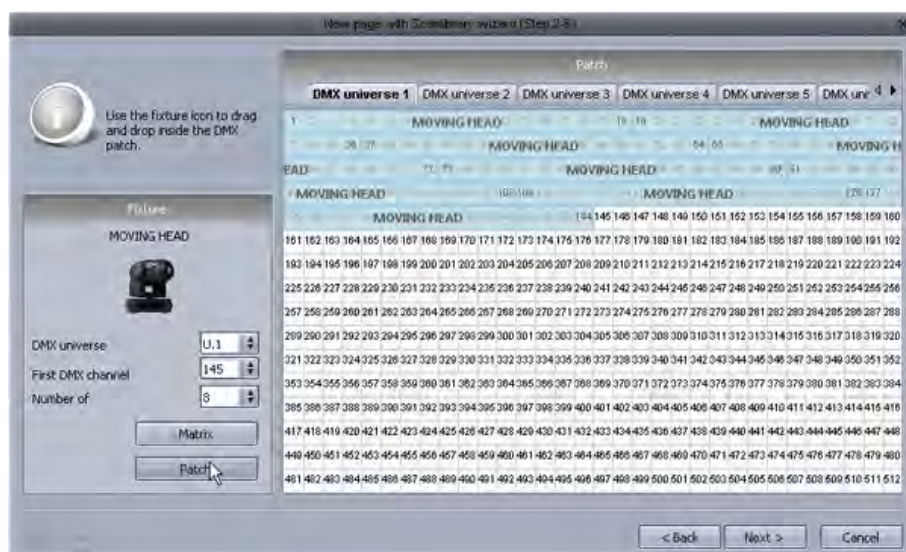 New page with Scanlibrary wizard (Step 2-6)
Use the fixture icon to drag
and drop inside the DMX
patch.
Fixture
MOVING HEAD
DMX universe U.1
First DMX channel 145
Number of 8
Matrix
Patch
Patch
DMX universe 1 DMX universe 2 DMX universe 3 DMX universe 4 DMX universe 5 DMX uni
1 MOVING HEAD 18 19 MOVING HEAD
36 37 MOVING HEAD 54 55 MOVING H
EAD 72 73 MOVING HEAD 90 91
MOVING HEAD 108 109 MOVING HEAD 126 127
MOVING HEAD 144 145 146 147 148 149 150 151 152 153 154 155 156 157 158 159 160
161 162 163 164 165 166 167 168 169 170 171 172 173 174 175 176 177 178 179 180 181 182 183 184 185 186 187 188 189 190 191 192
193 194 195 196 197 198 199 200 201 202 203 204 205 206 207 208 209 210 211 212 213 214 215 216 217 218 219 220 221 222 223 224
225 226 227 228 229 230 231 232 233 234 235 236 237 238 239 240 241 242 243 244 245 246 247 248 249 250 251 252 253 254 255 256
257 258 259 260 261 262 263 264 265 266 267 268 269 270 271 272 273 274 275 276 277 278 279 280 281 282 283 284 285 286 287 288
289 290 291 292 293 294 295 296 297 298 299 300 301 302 303 304 305 306 307 308 309 310 311 312 313 314 315 316 317 318 319 320
321 322 323 324 325 326 327 328 329 330 331 332 333 334 335 336 337 338 339 340 341 342 343 344 345 346 347 348 349 350 351 352
353 354 355 356 357 358 359 360 361 362 363 364 365 366 367 368 369 370 371 372 373 374 375 376 377 378 379 380 381 382 383 384
385 386 387 388 389 390 391 392 393 394 395 396 397 398 399 400 401 402 403 404 405 406 407 408 409 410 411 412 413 414 415 416
417 418 419 420 421 422 423 424 425 426 427 428 429 430 431 432 433 434 435 436 437 438 439 440 441 442 443 444 445 446 447 448
449 450 451 452 453 454 455 456 457 458 459 460 461 462 463 464 465 466 467 468 469 470 471 472 473 474 475 476 477 478 479 480
481 482 483 484 485 486 487 488 489 490 491 492 493 494 495 496 497 498 499 500 501 502 503 504 505 506 507 508 509 510 511 512
< Back Next > Cancel